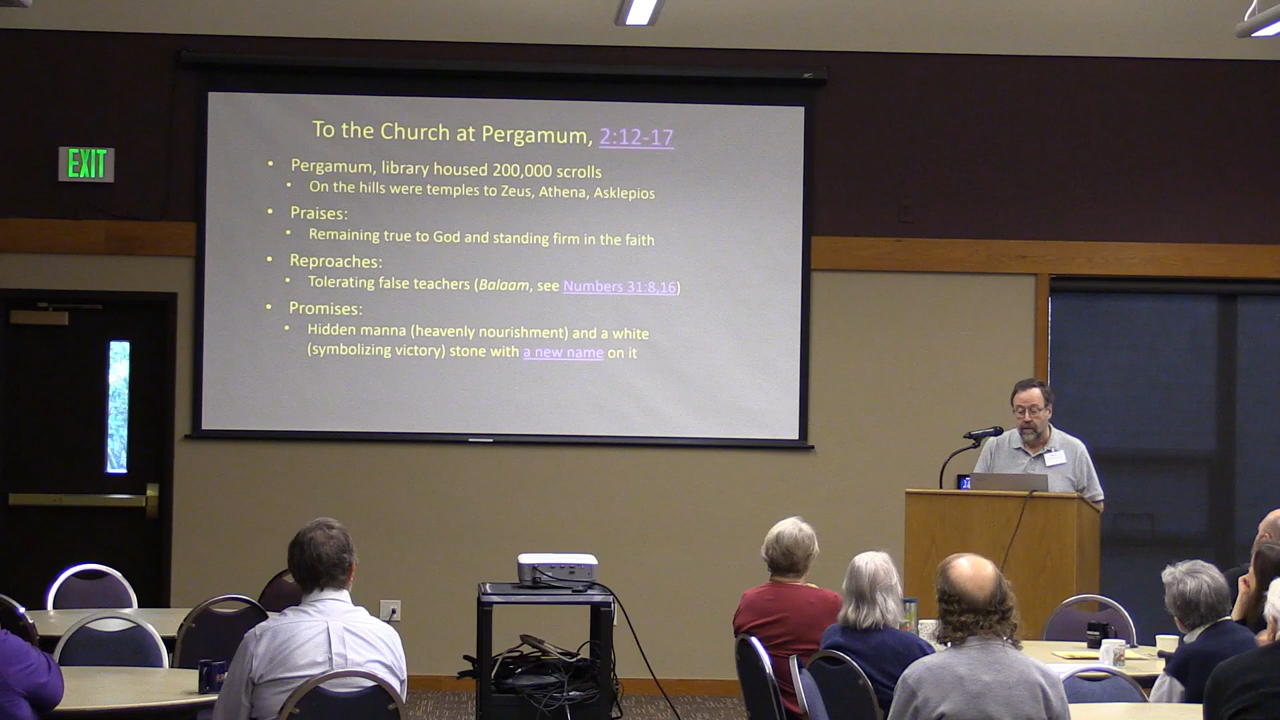 EXIT
To the Church at Pergamum, 2:12-17
• Pergamum, library housed 200,000 scrolls
• On the hills were temples to Zeus, Athena, Asklepios
• Praises:
• Remaining true to God and standing firm in the faith
• Reproaches:
• Tolerating false teachers (Balaam, see Numbers 31:8,16)
• Promises:
• Hidden manna (heavenly nourishment) and a white
(symbolizing victory) stone with a new name on it